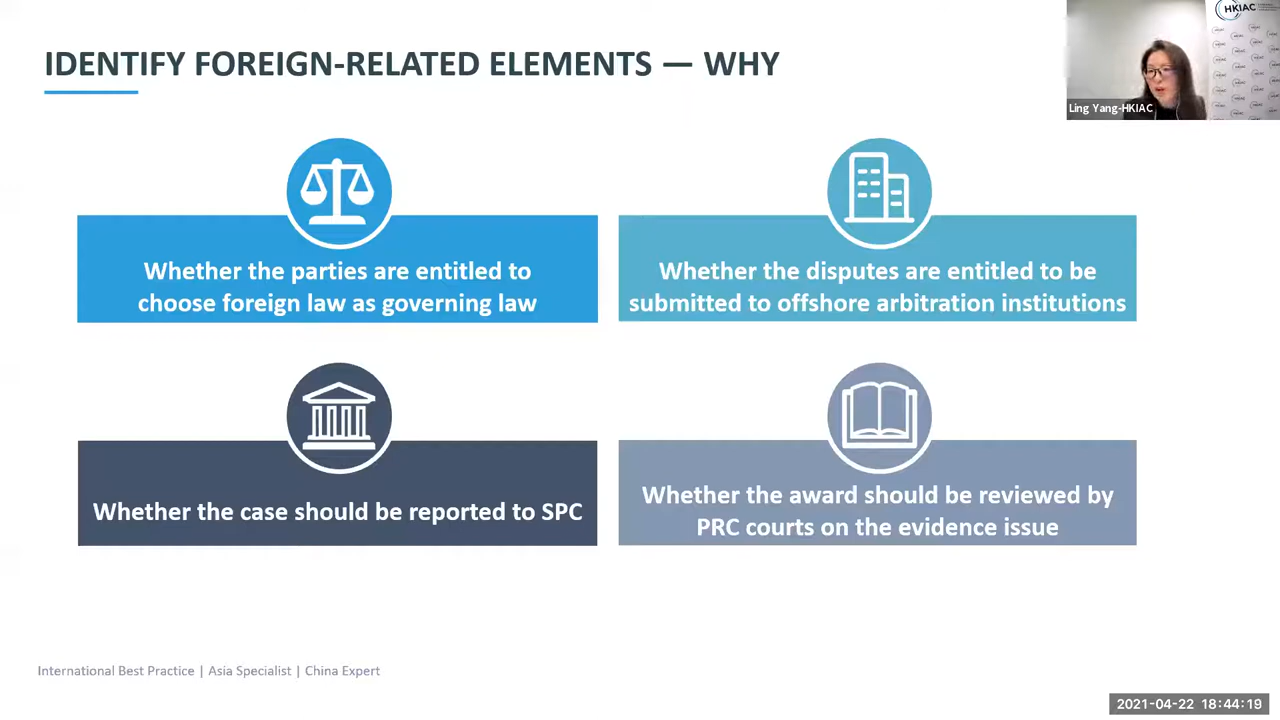 IDENTIFY FOREIGN-RELATED ELEMENTS — WHY
HKIAC
Ling Yang-HKIAC
Whether the parties are entitled to
choose foreign law as governing law
Whether the disputes are entitled to be
submitted to offshore arbitration institutions
Whether the case should be reported to SPC
Whether the award should be reviewed by
PRC courts on the evidence issue
International Best Practice | Asia Specialist | China Expert
2021-04-22 18:44:19